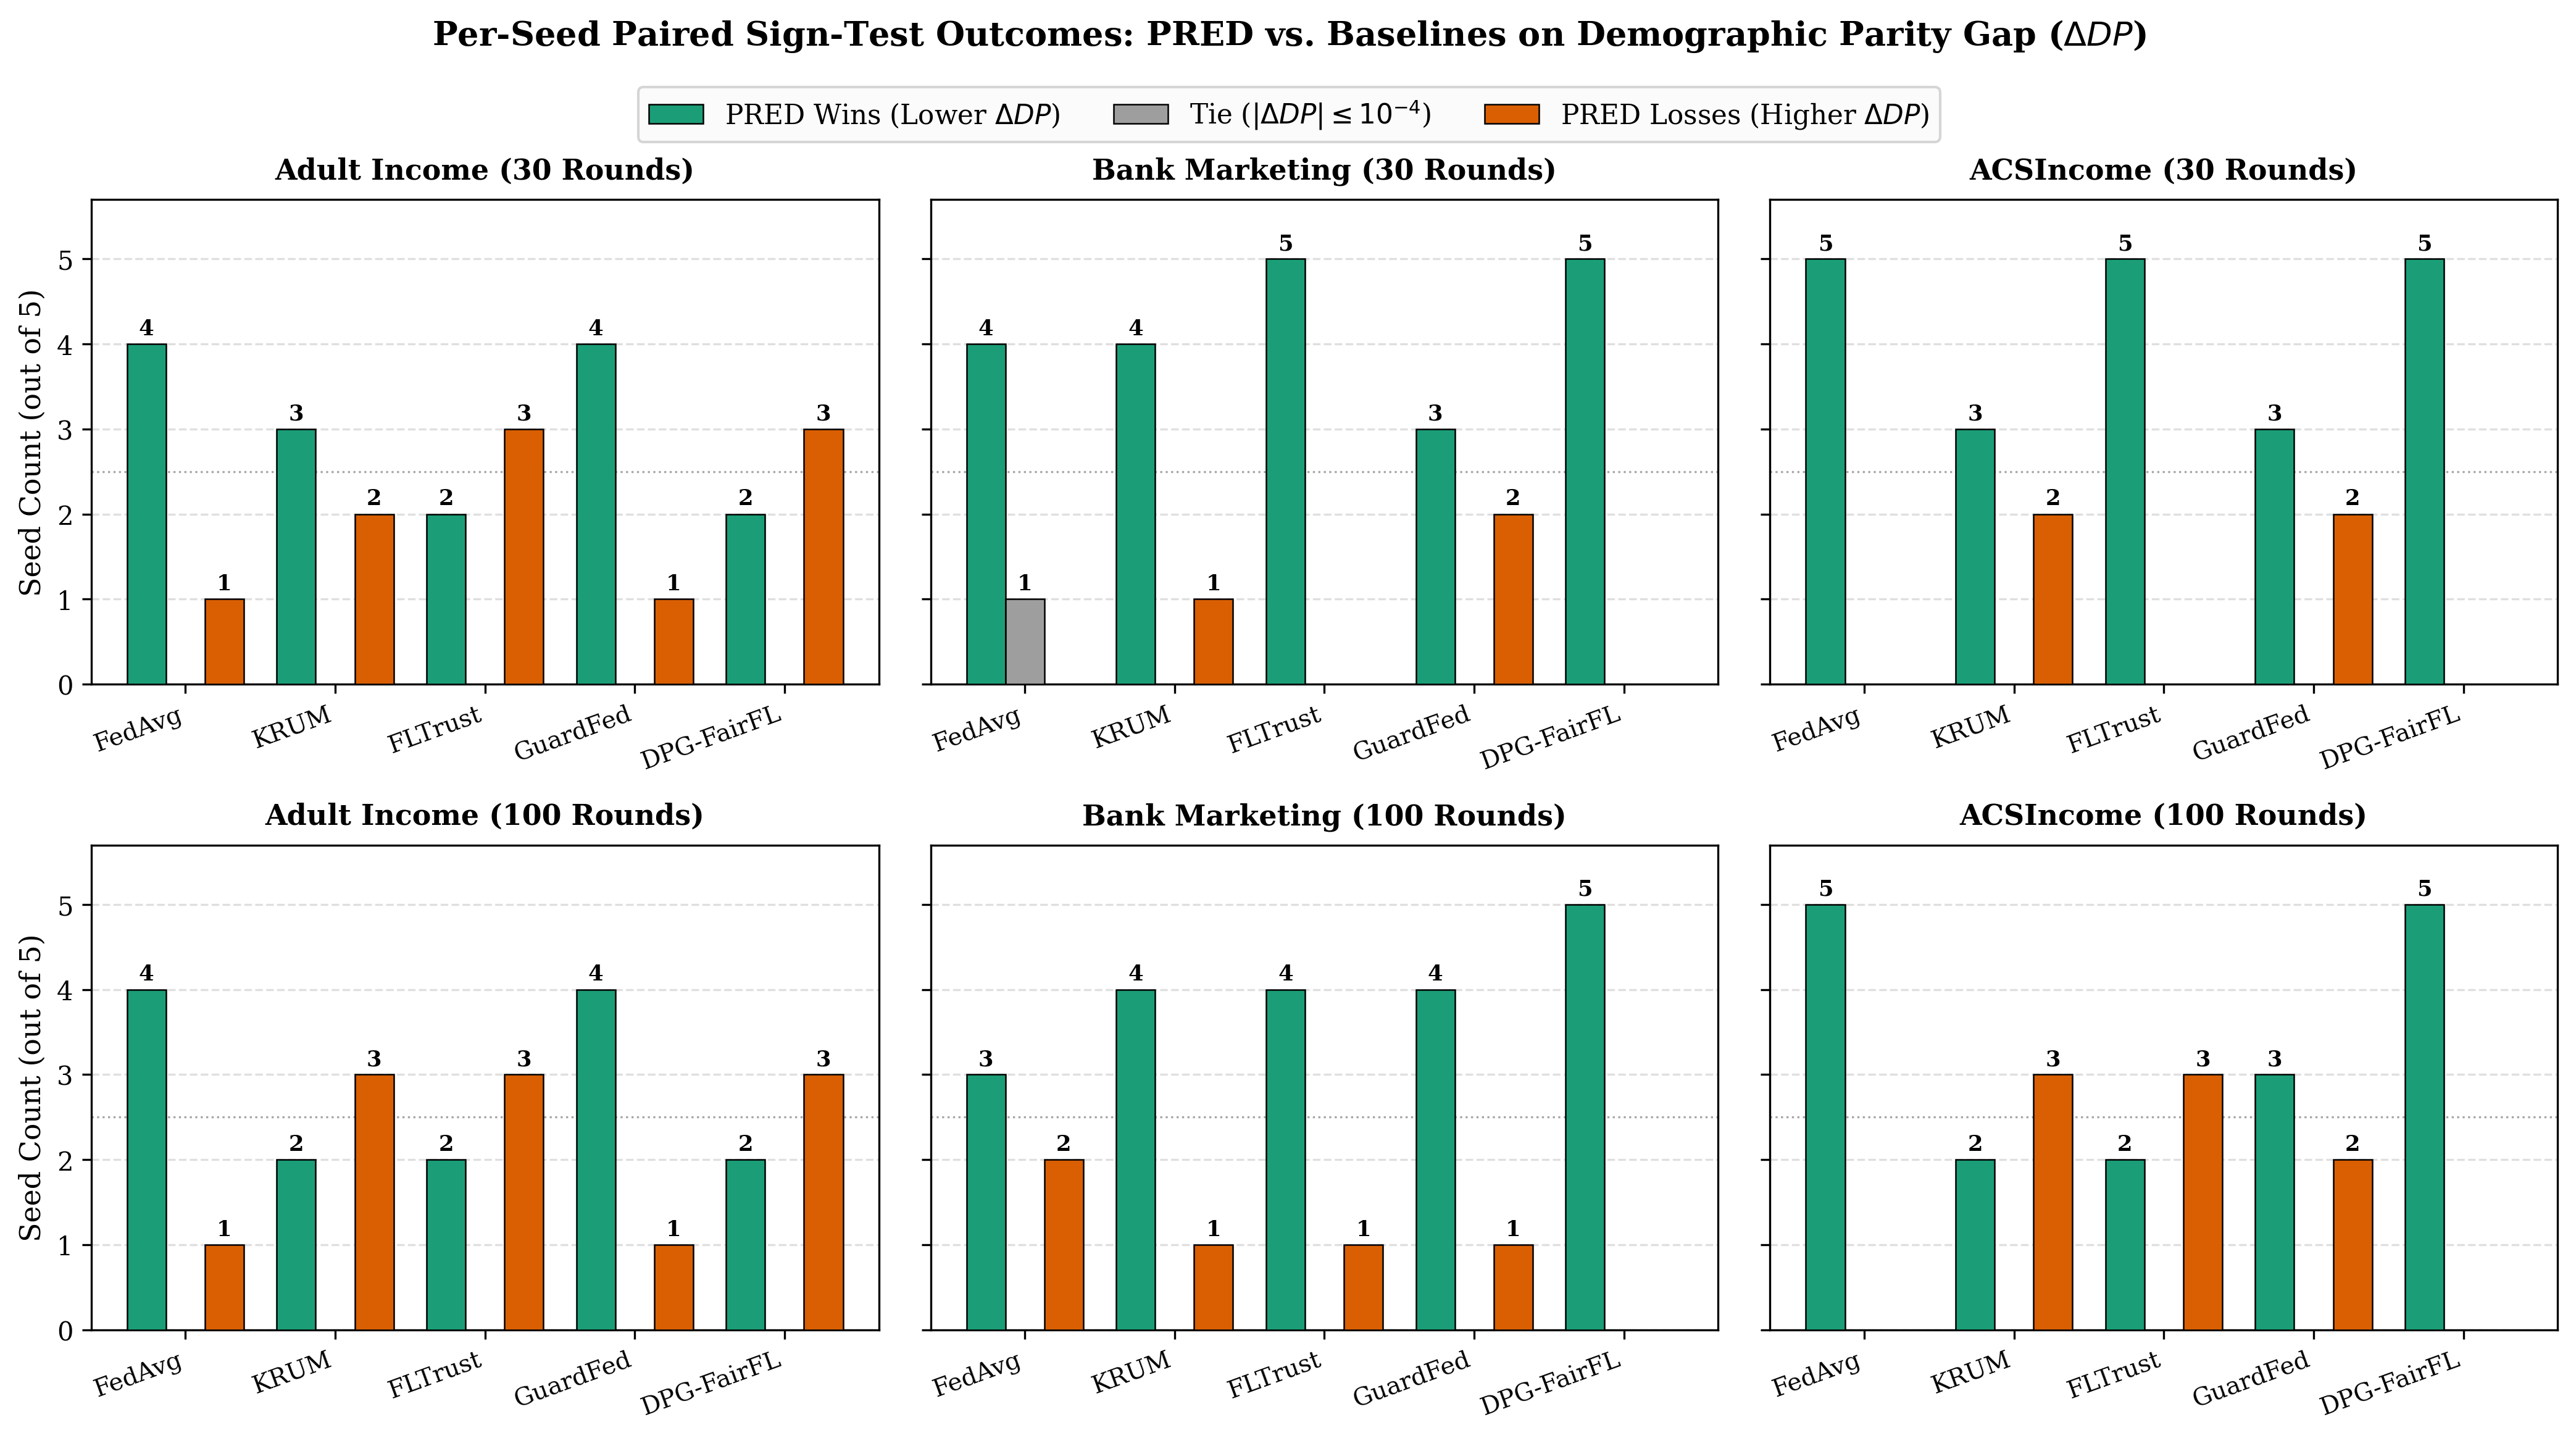 Per-Seed Paired Sign-Test Outcomes: PRED vs. Baselines on Demographic Parity Gap (ΔDP)
PRED Wins (Lower ΔDP) Tie (|ΔDP| ≤ 10⁻⁴) PRED Losses (Higher ΔDP)
Adult Income (30 Rounds)
Seed Count (out of 5)
5
4
3
2
1
0
4 1 3 2 2 3 4 1 2 3
FedAvg KRUM FLTrust GuardFed DPG-FairFL
Bank Marketing (30 Rounds)
4 1 4 1 5 3 2 5
FedAvg KRUM FLTrust GuardFed DPG-FairFL
ACSIncome (30 Rounds)
5 3 2 5 3 2 5
FedAvg KRUM FLTrust GuardFed DPG-FairFL
Adult Income (100 Rounds)
Seed Count (out of 5)
5
4
3
2
1
0
4 1 2 3 2 3 4 1 2 3
FedAvg KRUM FLTrust GuardFed DPG-FairFL
Bank Marketing (100 Rounds)
3 2 4 1 4 1 4 1 5
FedAvg KRUM FLTrust GuardFed DPG-FairFL
ACSIncome (100 Rounds)
5 2 3 2 3 3 2 5
FedAvg KRUM FLTrust GuardFed DPG-FairFL